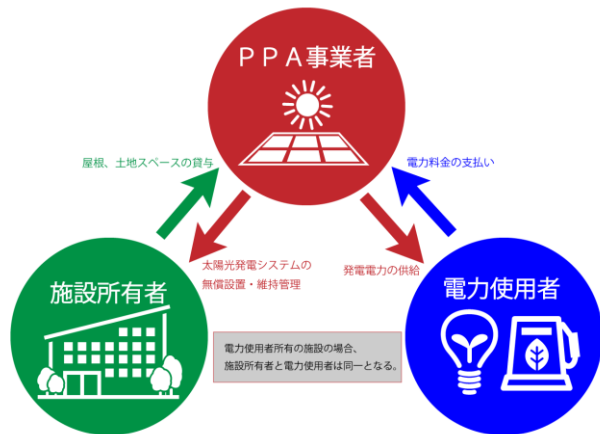 ＰＰＡ事業者
屋根、土地スペースの貸与
電力料金の支払い
太陽光発電システムの
無償設置・維持管理
発電電力の供給
施設所有者
電力使用者
電力使用者所有の施設の場合、
施設所有者と電力使用者は同一となる。